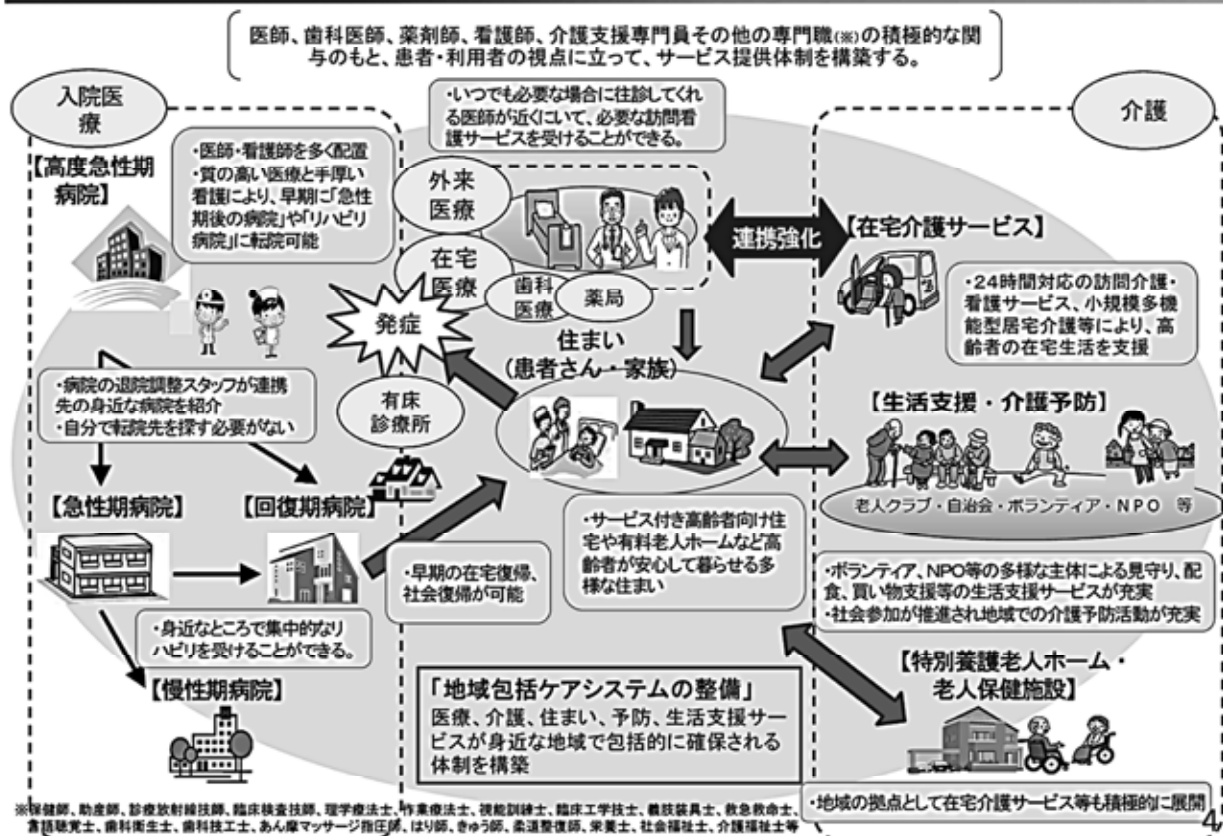 医師、歯科医師、薬剤師、看護師、介護支援専門員その他の専門職(※)の積極的な関
与のもと、患者・利用者の視点に立って、サービス提供体制を構築する。
入院医
療
【高度急性期
病院】
・医師・看護師を多く配置
・質の高い医療と手厚い
看護により、早期に「急性
期後の病院」や「リハビリ
病院」に転院可能
・病院の退院調整スタッフが連携
先の身近な病院を紹介
・自分で転院先を探す必要がない
【急性期病院】
【回復期病院】
・身近なところで集中的なリ
ハビリを受けることができる。
【慢性期病院】
・いつでも必要な場合に往診してくれ
る医師が近くにいて、必要な訪問看
護サービスを受けることができる。
外来
医療
在宅
医療
歯科
医療
薬局
発症
有床
診療所
住まい
(患者さん・家族)
・早期の在宅復帰、
社会復帰が可能
・サービス付き高齢者向け住
宅や有料老人ホームなど高
齢者が安心して暮らせる多
様な住まい
「地域包括ケアシステムの整備」
医療、介護、住まい、予防、生活支援サー
ビスが身近な地域で包括的に確保される
体制を構築
連携強化
介護
【在宅介護サービス】
・24時間対応の訪問介護・
看護サービス、小規模多機
能型居宅介護等により、高
齢者の在宅生活を支援
【生活支援・介護予防】
老人クラブ・自治会・ボランティア・NPO 等
・ボランティア、NPO等の多様な主体による見守り、配
食、買い物支援等の生活支援サービスが充実
・社会参加が推進され地域での介護予防活動が充実
【特別養護老人ホーム・
老人保健施設】
・地域の拠点として在宅介護サービス等も積極的に展開
※保健師、助産師、診療放射線技師、臨床検査技師、理学療法士、作業療法士、視能訓練士、臨床工学技士、義肢装具士、救急救命士、
言語聴覚士、歯科衛生士、歯科技工士、あん摩マッサージ指圧師、はり師、きゅう師、柔道整復師、栄養士、社会福祉士、介護福祉士等
4